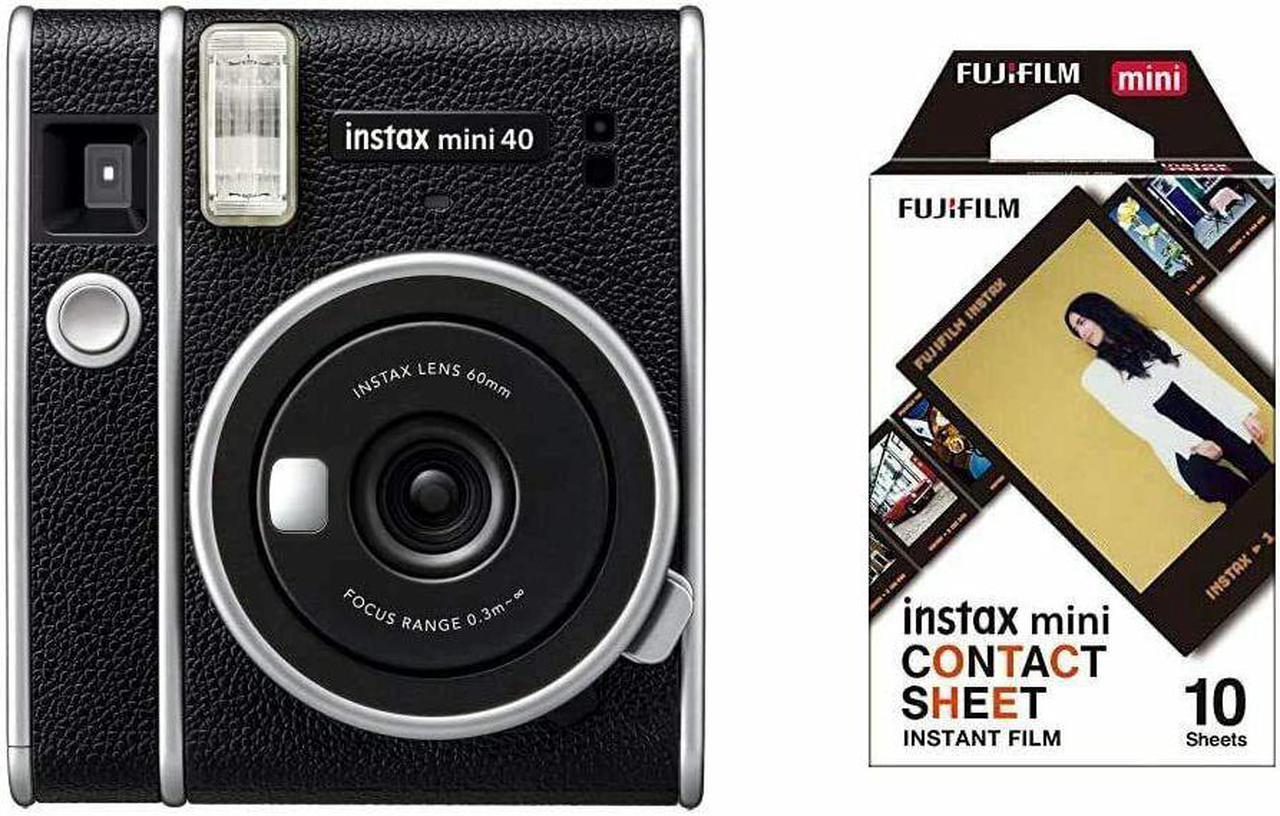 instax mini 40
INSTAX LENS 60mm
FOCUS RANGE 0.3m~∞
FUJIFILM mini
FUJIFILM
FUJIFILM INSTAX
INSTAX ▶ 1
instax mini
CONTACT
SHEET
INSTANT FILM
10
Sheets